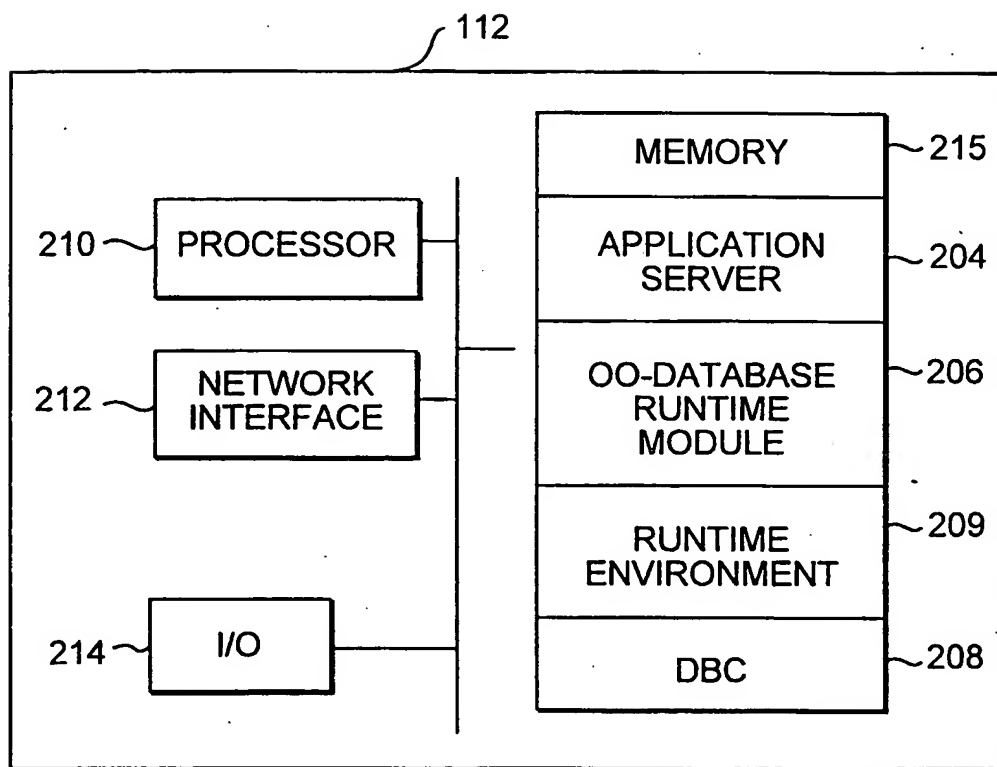 112
MEMORY
215
210
PROCESSOR
APPLICATION
SERVER
204
212
NETWORK
INTERFACE
OO-DATABASE
RUNTIME
MODULE
206
RUNTIME
ENVIRONMENT
209
214
I/O
DBC
208